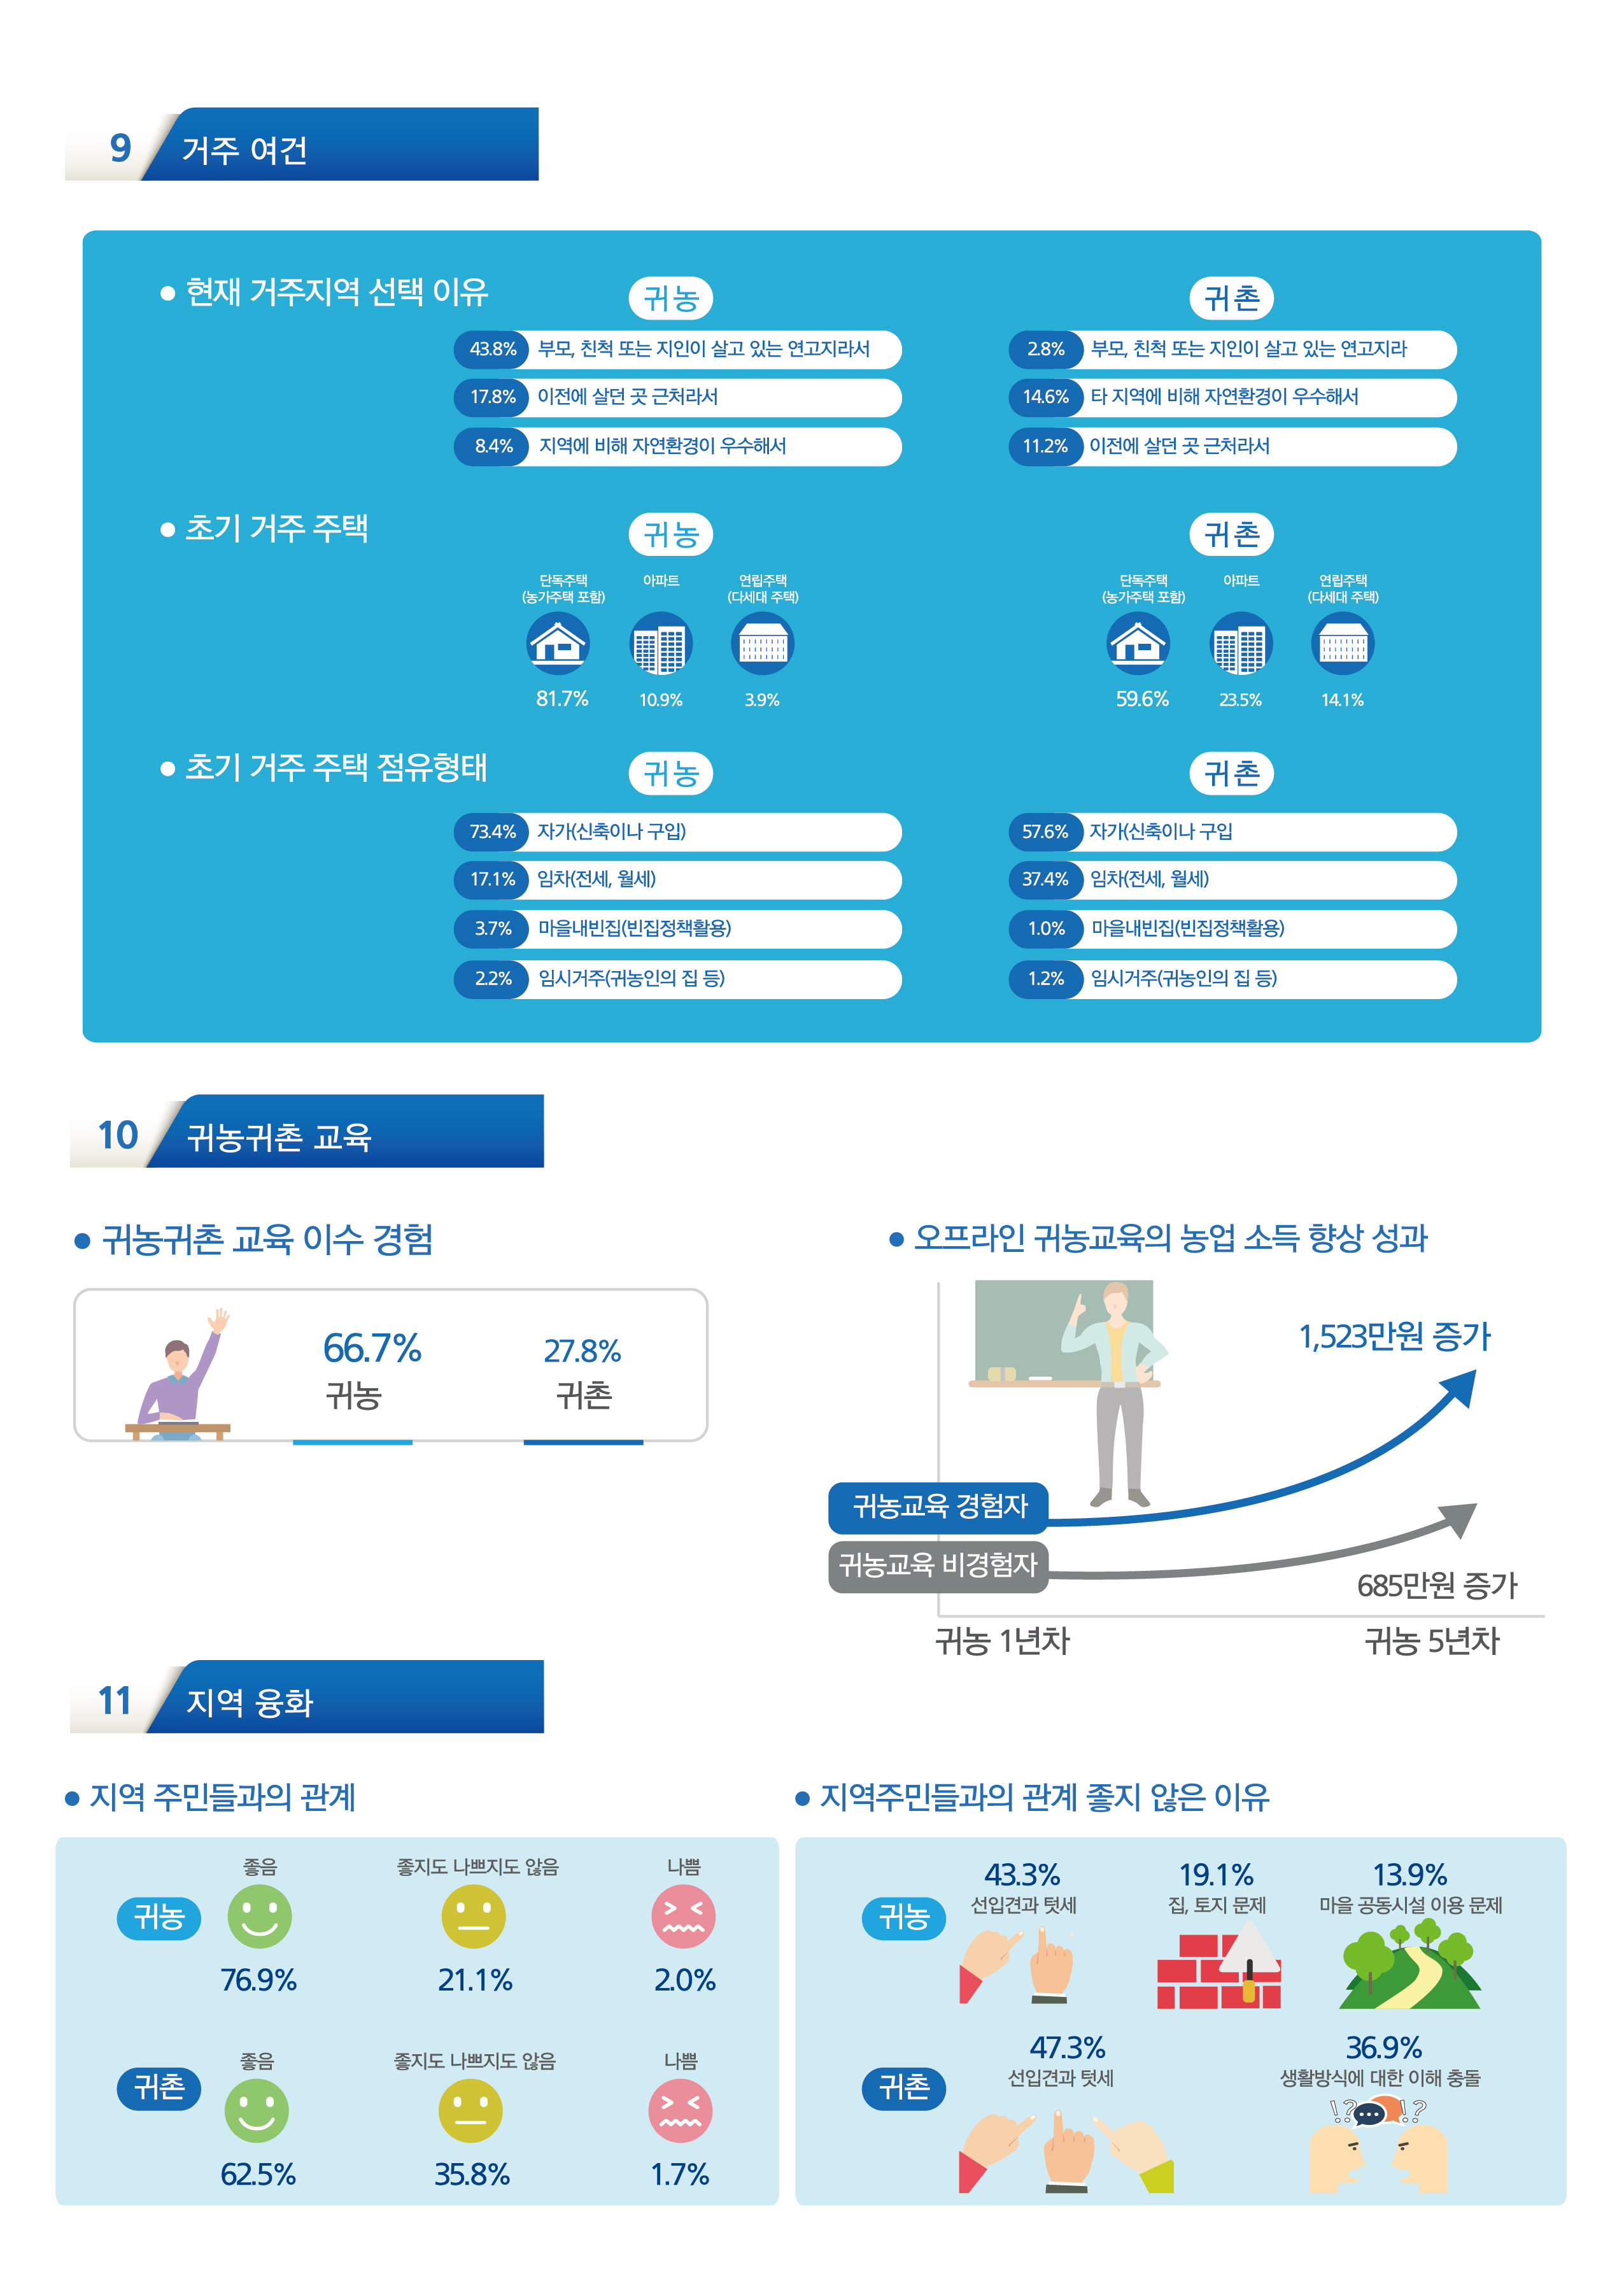 9 거주 여건
• 현재 거주지역 선택 이유
귀농
43.8% 부모, 친척 또는 지인이 살고 있는 연고지라서
17.8% 이전에 살던 곳 근처라서
8.4% 지역에 비해 자연환경이 우수해서
귀촌
2.8% 부모, 친척 또는 지인이 살고 있는 연고지라
14.6% 타 지역에 비해 자연환경이 우수해서
11.2% 이전에 살던 곳 근처라서
• 초기 거주 주택
귀농
단독주택 아파트 연립주택
(농가주택 포함) (다세대 주택)
81.7% 10.9% 3.9%
귀촌
단독주택 아파트 연립주택
(농가주택 포함) (다세대 주택)
59.6% 23.5% 14.1%
• 초기 거주 주택 점유형태
귀농
73.4% 자가(신축이나 구입)
17.1% 임차(전세, 월세)
3.7% 마을내빈집(빈집정책활용)
2.2% 임시거주(귀농인의 집 등)
귀촌
57.6% 자가(신축이나 구입
37.4% 임차(전세, 월세)
1.0% 마을내빈집(빈집정책활용)
1.2% 임시거주(귀농인의 집 등)
10 귀농귀촌 교육
• 귀농귀촌 교육 이수 경험
66.7% 27.8%
귀농 귀촌
• 오프라인 귀농교육의 농업 소득 향상 성과
1,523만원 증가
귀농교육 경험자
귀농교육 비경험자
685만원 증가
귀농 1년차 귀농 5년차
11 지역 융화
• 지역 주민들과의 관계
좋음 좋지도 나쁘지도 않음 나쁨
귀농
76.9% 21.1% 2.0%
좋음 좋지도 나쁘지도 않음 나쁨
귀촌
62.5% 35.8% 1.7%
• 지역주민들과의 관계 좋지 않은 이유
43.3% 19.1% 13.9%
귀농 선입견과 텃세 집, 토지 문제 마을 공동시설 이용 문제
47.3% 36.9%
귀촌 선입견과 텃세 생활방식에 대한 이해 충돌
!? !?